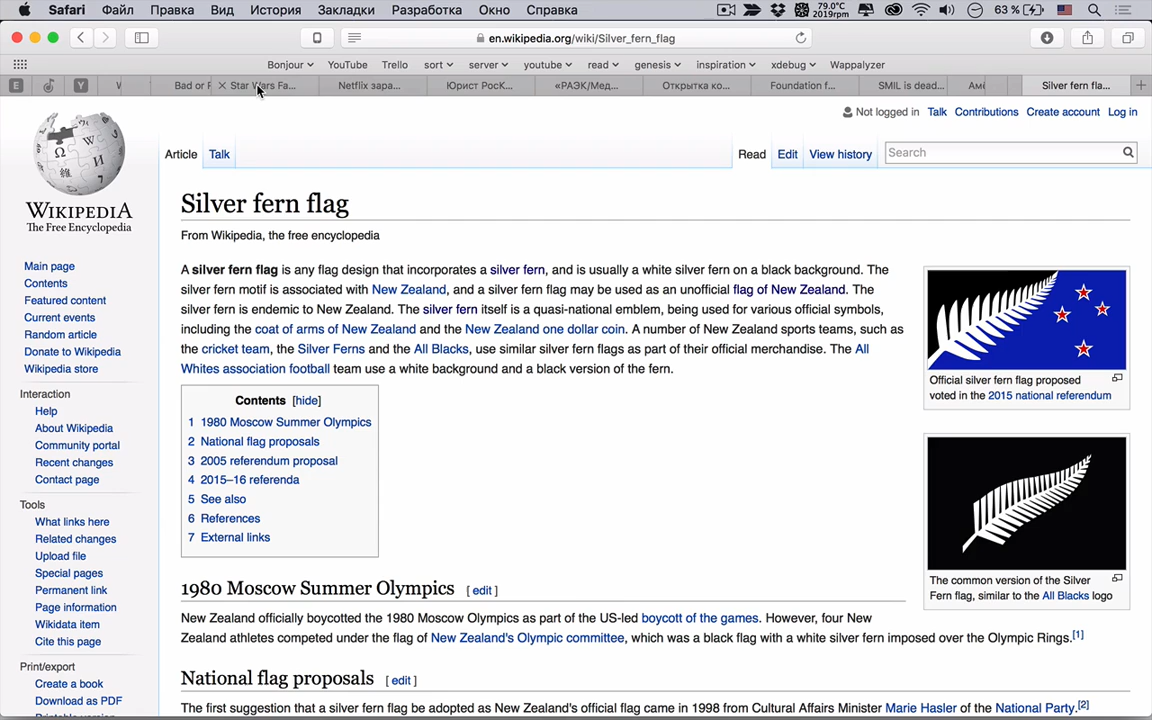 Safari Файл Правка Вид История Закладки Разработка Окно Справка 79.0°C 2019rpm 63 %
en.wikipedia.org/wiki/Silver_fern_flag
Bonjour YouTube Trello sort server youtube read genesis inspiration xdebug Wappalyzer
E Y Bad or Star Wars Fa... Netflix зара... Юрист РосК... «РАЭК/Мед... Открытка ко... Foundation f... SMIL is dead... Silver fern fla...
Not logged in Talk Contributions Create account Log in
Article Talk Read Edit View history Search
WIKIPEDIA
The Free Encyclopedia
Main page
Contents
Featured content
Current events
Random article
Donate to Wikipedia
Wikipedia store
Interaction
Help
About Wikipedia
Community portal
Recent changes
Contact page
Tools
What links here
Related changes
Upload file
Special pages
Permanent link
Page information
Wikidata item
Cite this page
Print/export
Create a book
Download as PDF
Silver fern flag
From Wikipedia, the free encyclopedia
A silver fern flag is any flag design that incorporates a silver fern, and is usually a white silver fern on a black background. The
silver fern motif is associated with New Zealand, and a silver fern flag may be used as an unofficial flag of New Zealand. The
silver fern is endemic to New Zealand. The silver fern itself is a quasi-national emblem, being used for various official symbols,
including the coat of arms of New Zealand and the New Zealand one dollar coin. A number of New Zealand sports teams, such as
the cricket team, the Silver Ferns and the All Blacks, use similar silver fern flags as part of their official merchandise. The All
Whites association football team use a white background and a black version of the fern.
Contents [hide]
1 1980 Moscow Summer Olympics
2 National flag proposals
3 2005 referendum proposal
4 2015–16 referenda
5 See also
6 References
7 External links
Official silver fern flag proposed
voted in the 2015 national referendum
The common version of the Silver
Fern flag, similar to the All Blacks logo
1980 Moscow Summer Olympics [ edit ]
New Zealand officially boycotted the 1980 Moscow Olympics as part of the US-led boycott of the games. However, four New
Zealand athletes competed under the flag of New Zealand's Olympic committee, which was a black flag with a white silver fern imposed over the Olympic Rings.[1]
National flag proposals [ edit ]
The first suggestion that a silver fern flag be adopted as New Zealand's official flag came in 1998 from Cultural Affairs Minister Marie Hasler of the National Party.[2]